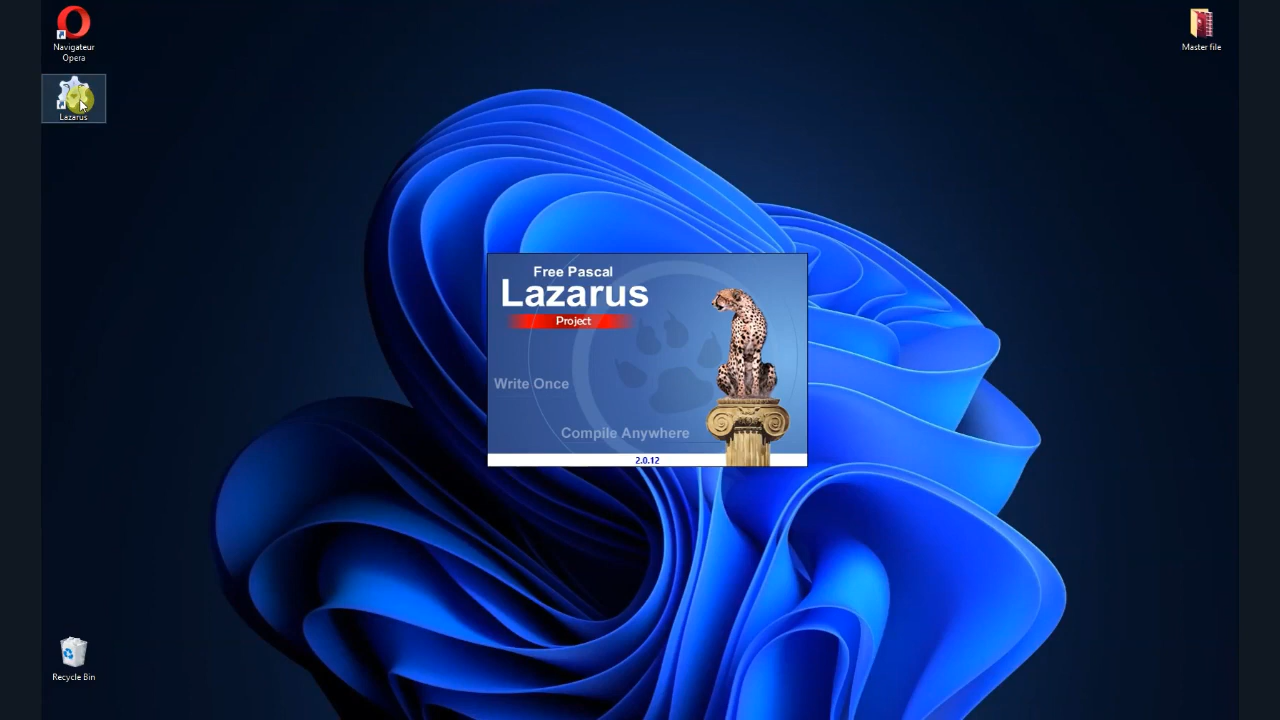 Navigateur
Opera
Lazarus
Master file
Free Pascal
Lazarus
Project
Write Once
Compile Anywhere
2.0.12
Recycle Bin